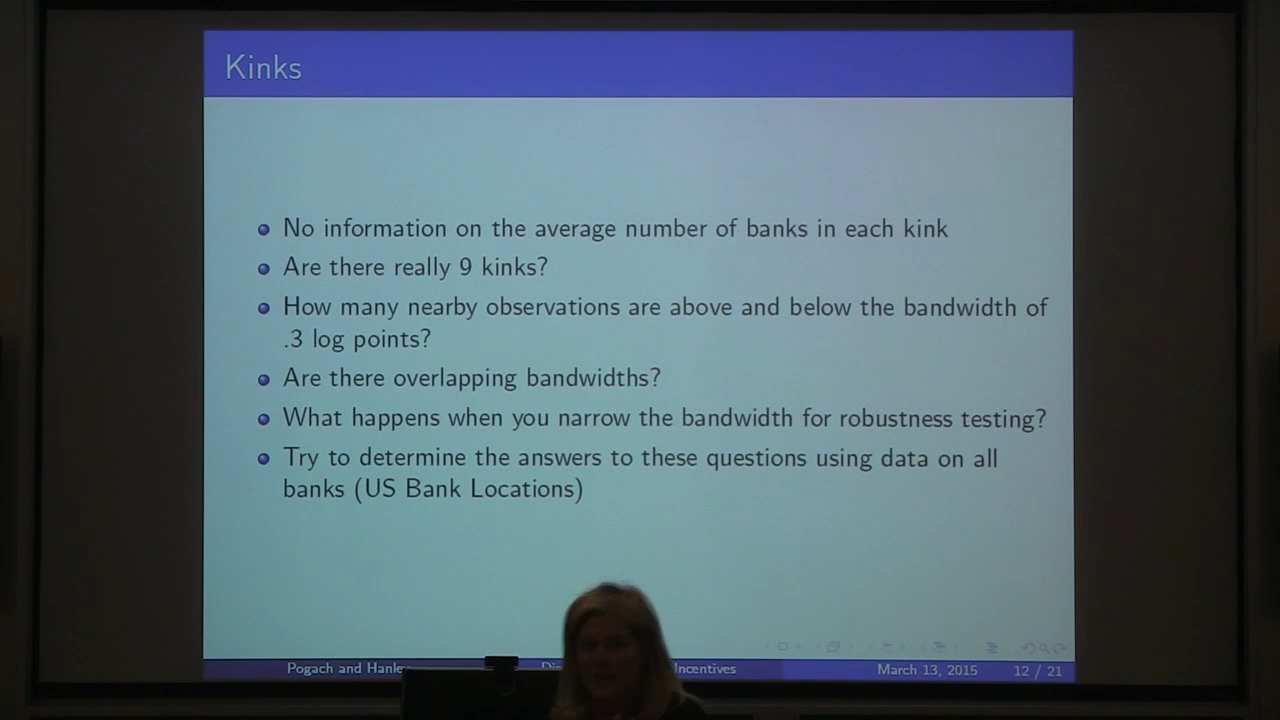 Kinks
No information on the average number of banks in each kink
Are there really 9 kinks?
How many nearby observations are above and below the bandwidth of
.3 log points?
Are there overlapping bandwidths?
What happens when you narrow the bandwidth for robustness testing?
Try to determine the answers to these questions using data on all
banks (US Bank Locations)
Pogach and Incentives March 13, 2015 12 / 21